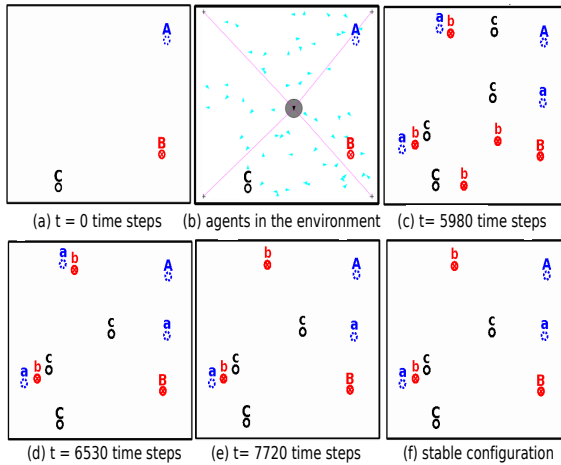 A
B
C
(a) t = 0 time steps
A
B
C
(b) agents in the environment
a b c A
c a
a b c b B
C b
(c) t= 5980 time steps
a b A
c a
a b c B
C
(d) t = 6530 time steps
b A
c a
a b c B
C
(e) t= 7720 time steps
b A
c a
a b c B
C
(f) stable configuration